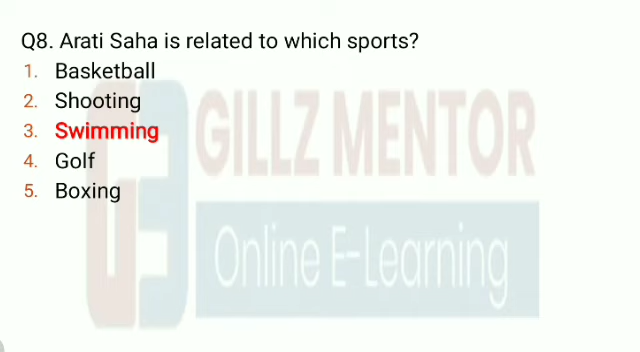 Q8. Arati Saha is related to which sports?
1. Basketball
2. Shooting
3. Swimming
4. Golf
5. Boxing
GILLZ MENTOR
Online E-Learning